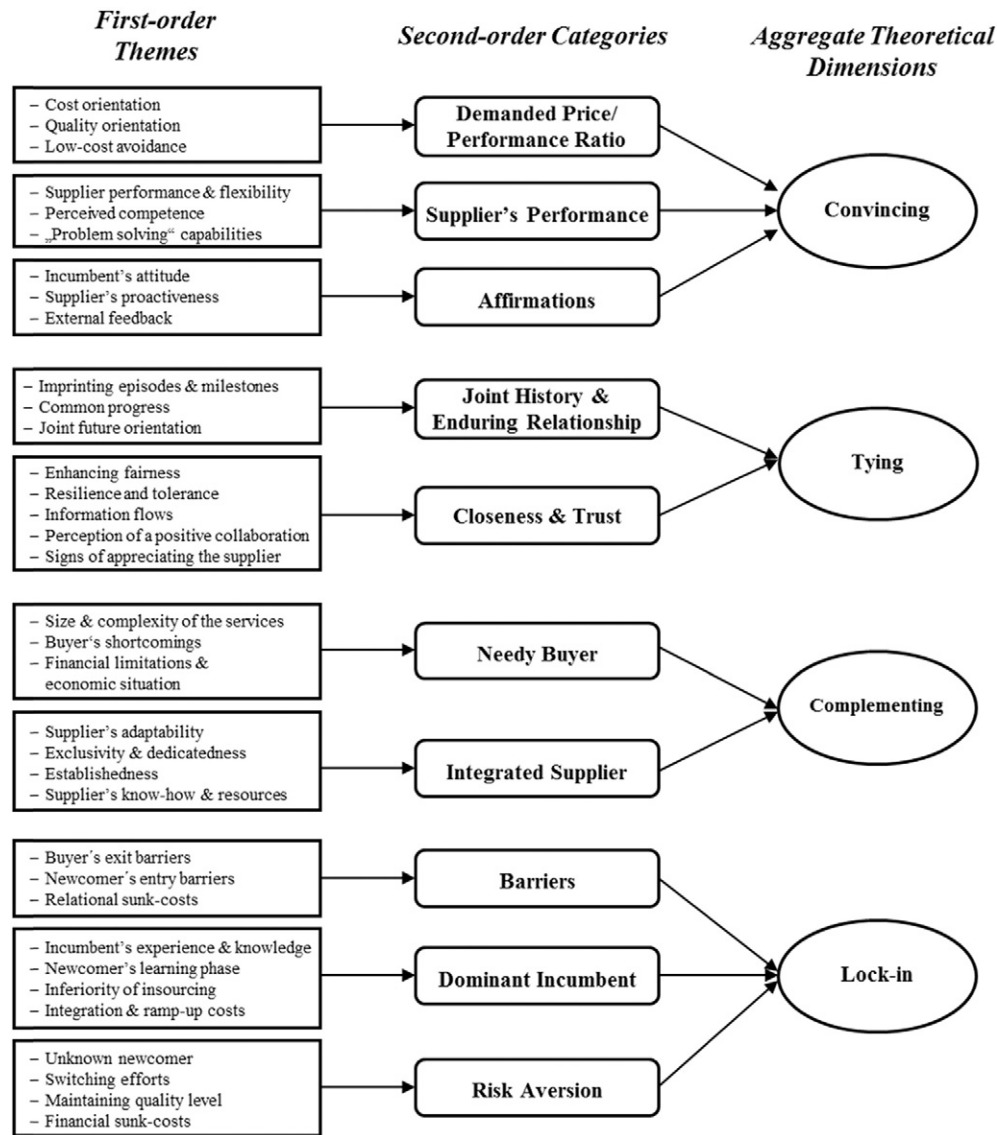 First-order
Themes
Second-order Categories
Aggregate Theoretical
Dimensions
– Cost orientation
– Quality orientation
– Low-cost avoidance
Demanded Price/
Performance Ratio
– Supplier performance & flexibility
– Perceived competence
– „Problem solving“ capabilities
Supplier's Performance
Convincing
– Incumbent's attitude
– Supplier's proactiveness
– External feedback
Affirmations
– Imprinting episodes & milestones
– Common progress
– Joint future orientation
Joint History &
Enduring Relationship
– Enhancing fairness
– Resilience and tolerance
– Information flows
– Perception of a positive collaboration
– Signs of appreciating the supplier
Closeness & Trust
Tying
– Size & complexity of the services
– Buyer‘s shortcomings
– Financial limitations &
economic situation
Needy Buyer
– Supplier's adaptability
– Exclusivity & dedicatedness
– Establishedness
– Supplier's know-how & resources
Integrated Supplier
Complementing
– Buyer´s exit barriers
– Newcomer´s entry barriers
– Relational sunk-costs
Barriers
– Incumbent's experience & knowledge
– Newcomer's learning phase
– Inferiority of insourcing
– Integration & ramp-up costs
Dominant Incumbent
Lock-in
– Unknown newcomer
– Switching efforts
– Maintaining quality level
– Financial sunk-costs
Risk Aversion